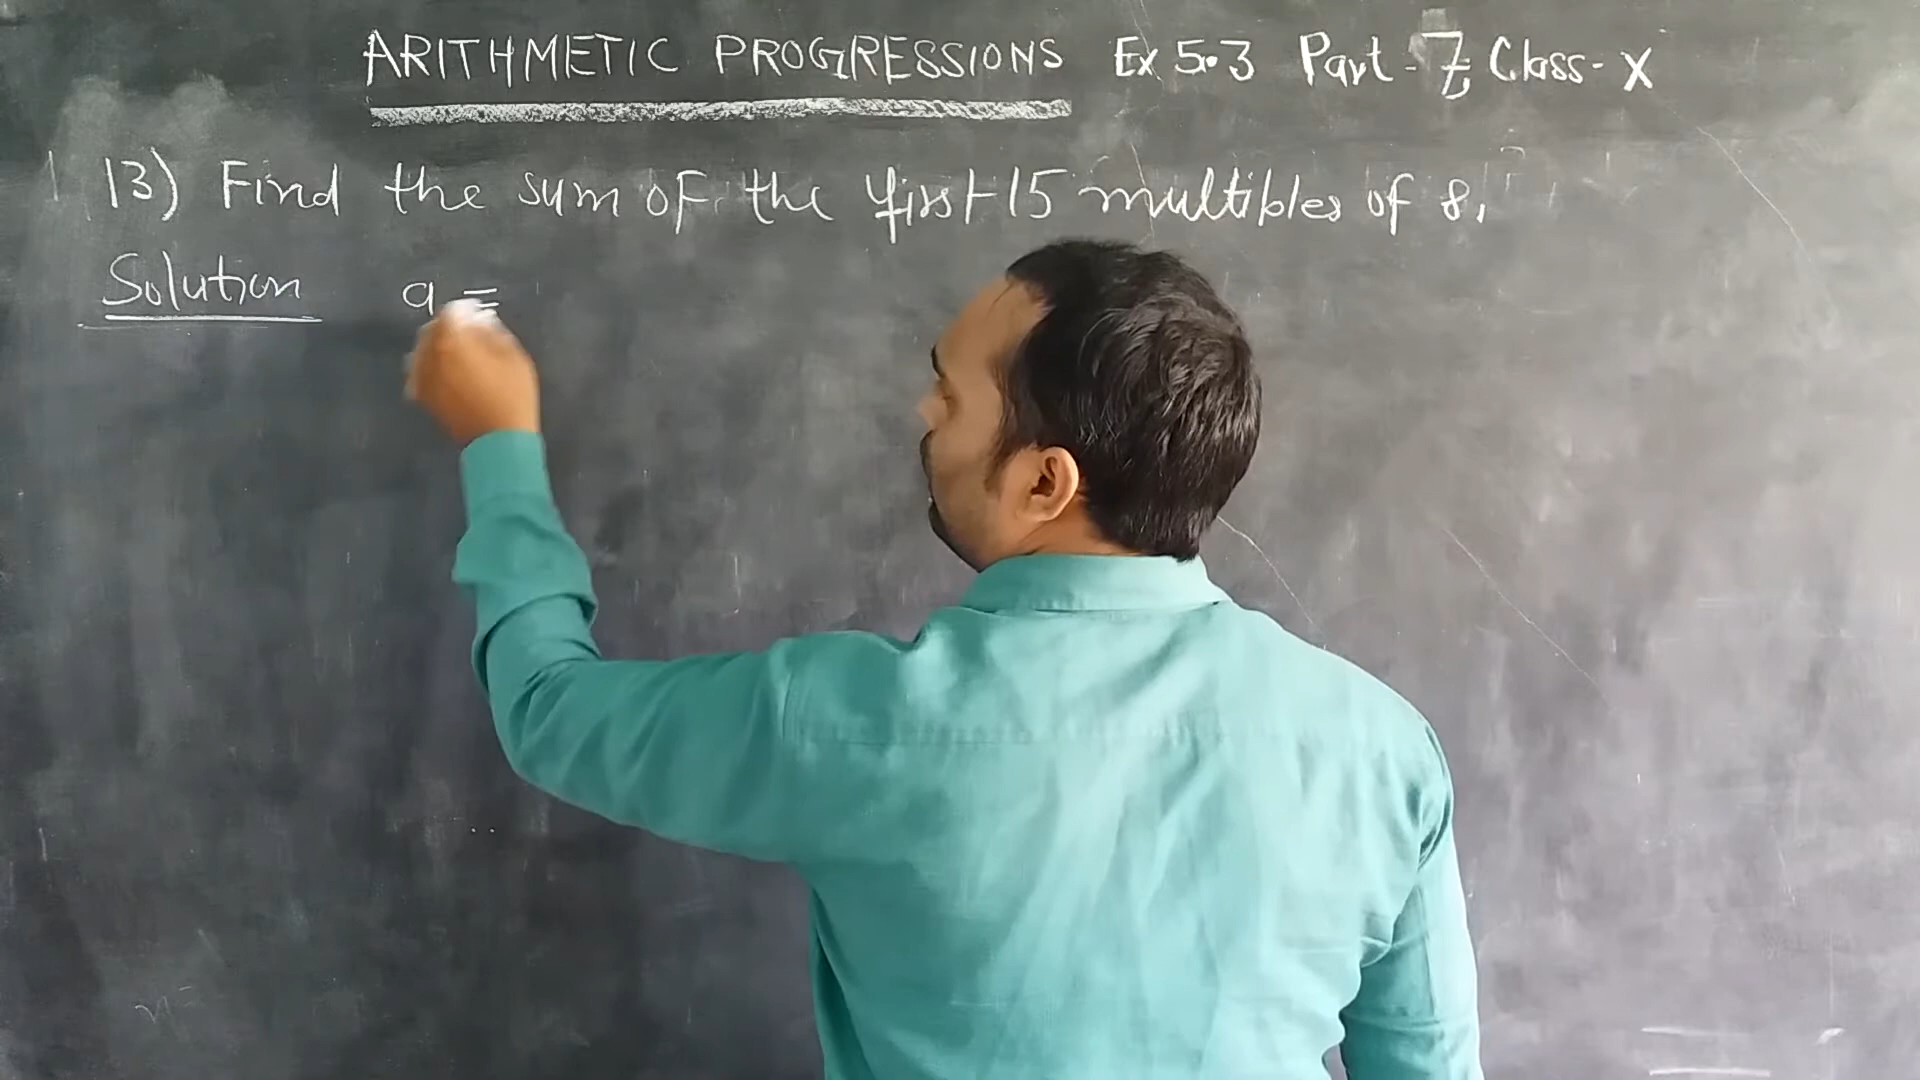 ARITHMETIC PROGRESSIONS Ex 5.3 Part-7, Class-X
13) Find the sum of the first 15 multibles of 8.
Solution a =